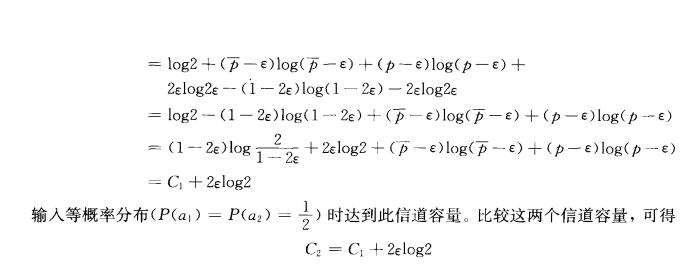 = log2 + (p̅ − ε)log(p̅ − ε) + (p − ε)log(p − ε) +
2εlog2ε − (1 − 2ε)log(1 − 2ε) − 2εlog2ε
= log2 − (1 − 2ε)log(1 − 2ε) + (p̅ − ε)log(p̅ − ε) + (p − ε)log(p − ε)
= (1 − 2ε)log 2/(1 − 2ε) + 2εlog2 + (p̅ − ε)log(p̅ − ε) + (p − ε)log(p − ε)
= C₁ + 2εlog2
输入等概率分布(P(a₁) = P(a₂) = 1/2)时达到此信道容量。比较这两个信道容量,可得
C₂ = C₁ + 2εlog2